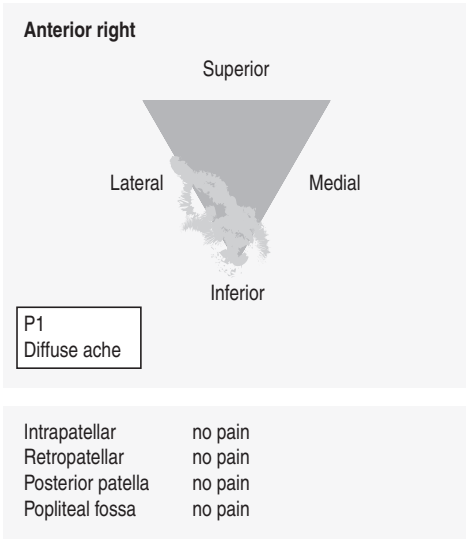 Anterior right
Superior
Lateral Medial
Inferior
P1
Diffuse ache
Intrapatellar no pain
Retropatellar no pain
Posterior patella no pain
Popliteal fossa no pain